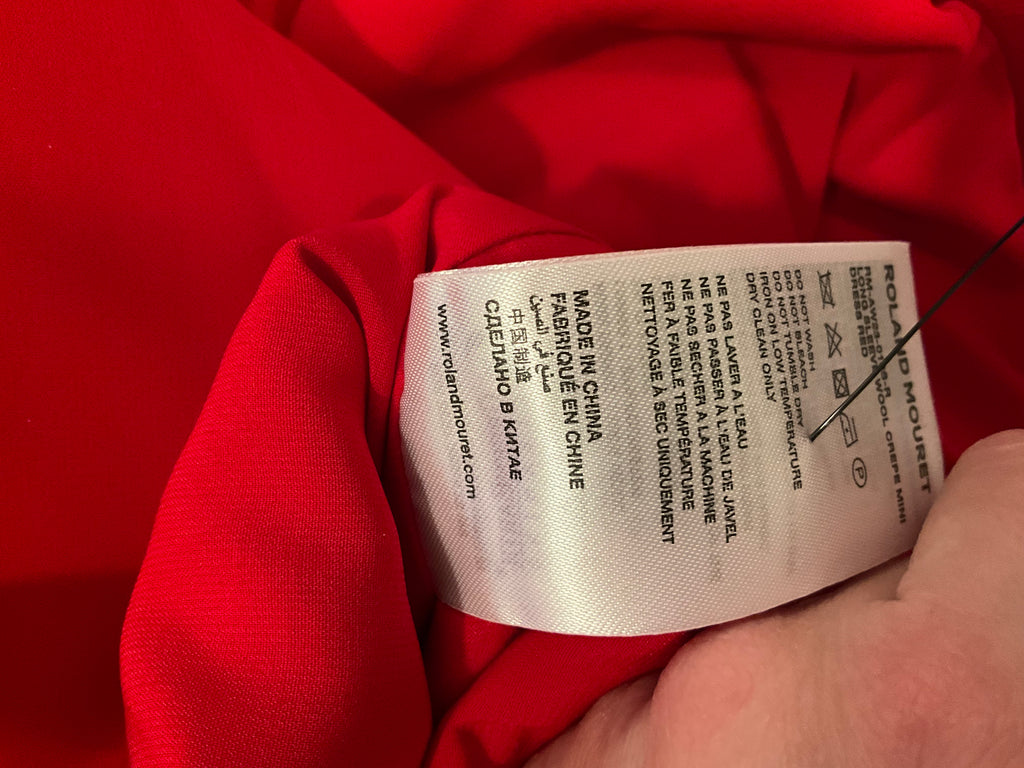 ROLAND MOURET
LONG SLEEVE WOOL CREPE MINI
DRESS RED
DO NOT WASH
DO NOT BLEACH
DO NOT TUMBLE DRY
IRON ON LOW TEMPERATURE
DRY CLEAN ONLY
NE PAS LAVER A L'EAU
NE PAS PASSER À L'EAU DE JAVEL
NE PAS SECHER A LA MACHINE
FER À FAIBLE TEMPÉRATURE
NETTOYAGE À SEC UNIQUEMENT
MADE IN CHINA
FABRIQUÉ EN CHINE
صنع في الصين
中国制造
СДЕЛАНО В КИТАЕ
www.rolandmouret.com